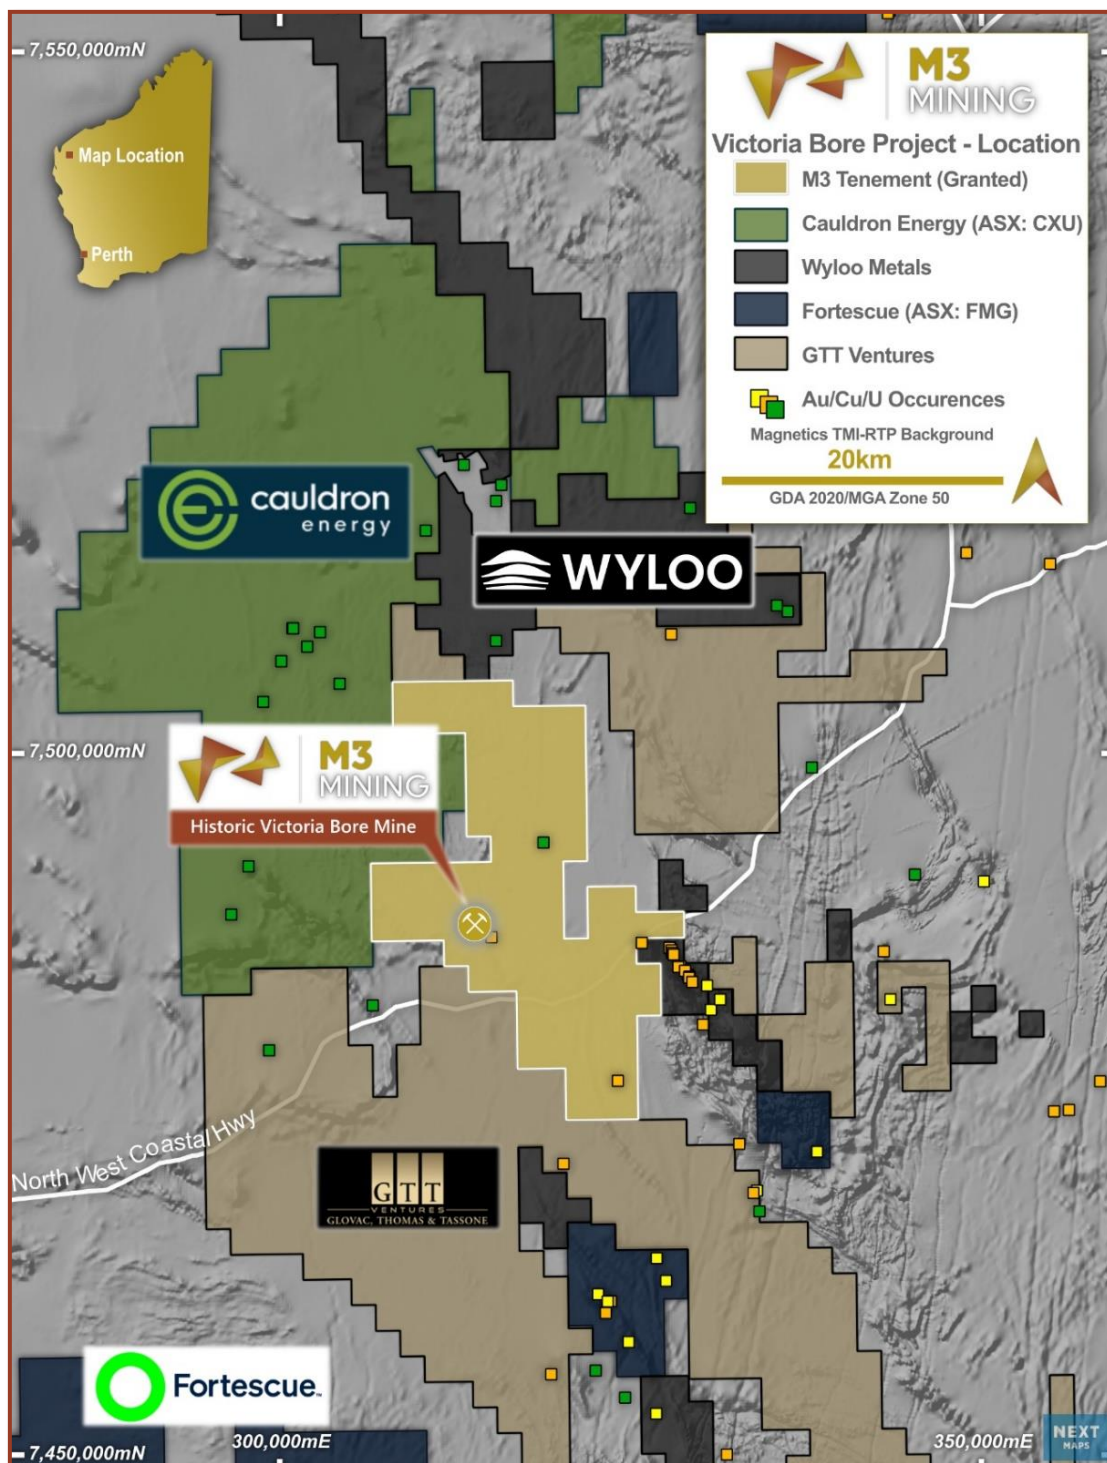 7,550,000mN
Map Location
Perth
M3
MINING
Victoria Bore Project - Location
M3 Tenement (Granted)
Cauldron Energy (ASX: CXU)
Wyloo Metals
Fortescue (ASX: FMG)
GTT Ventures
Au/Cu/U Occurences
Magnetics TMI-RTP Background
20km
GDA 2020/MGA Zone 50
cauldron
energy
WYLOO
7,500,000mN
M3
MINING
Historic Victoria Bore Mine
North West Coastal Hwy
GTT
VENTURES
GLOVAC, THOMAS & TASSONE
Fortescue
7,450,000mN
300,000mE
350,000mE
NEXT
MAPS